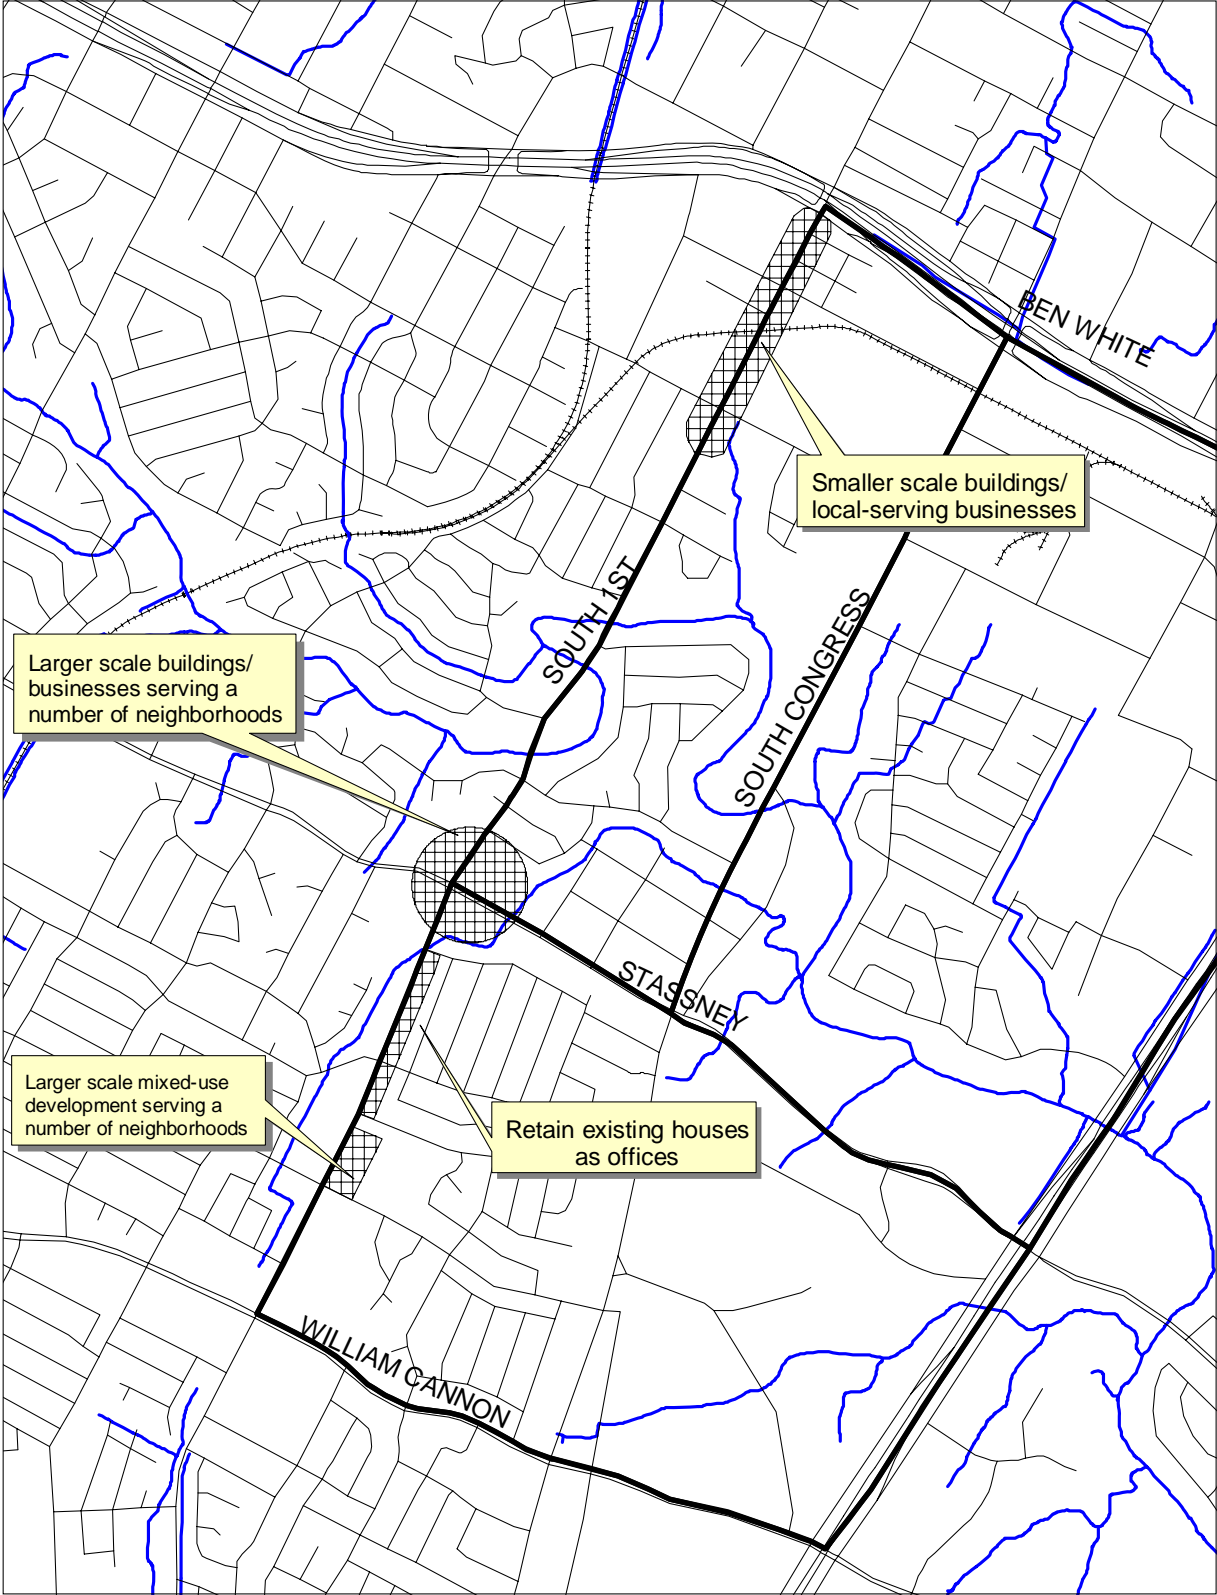 BEN WHITE
Smaller scale buildings/
local-serving businesses
SOUTH 1ST
SOUTH CONGRESS
Larger scale buildings/
businesses serving a
number of neighborhoods
STASSNEY
Larger scale mixed-use
development serving a
number of neighborhoods
Retain existing houses
as offices
WILLIAM CANNON